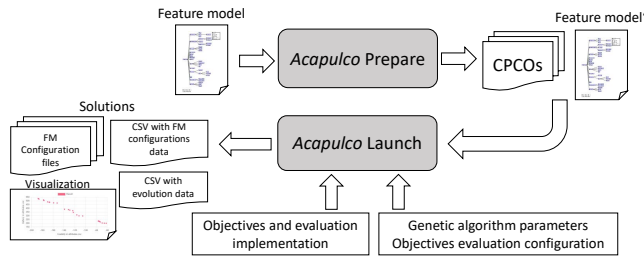 Feature model
Acapulco Prepare
CPCOs
Feature model'
Solutions
FM
Configuration
files
CSV with FM
configurations
data
Acapulco Launch
Visualization
CSV with
evolution data
Objectives and evaluation
implementation
Genetic algorithm parameters
Objectives evaluation configuration